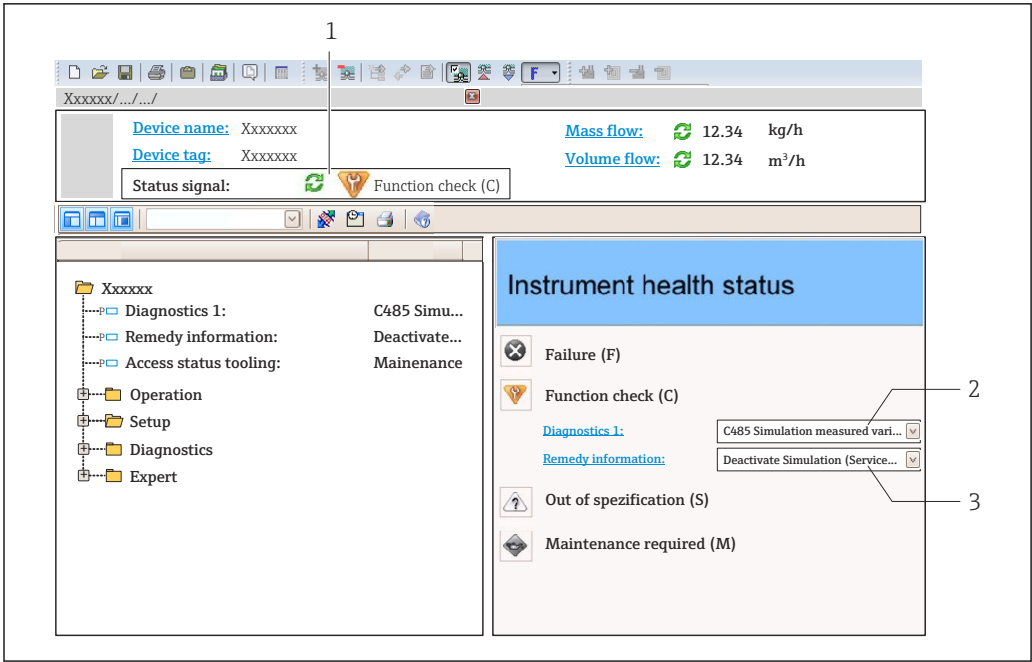 1
F
Xxxxxx/.../.../
Device name: Xxxxxxx
Mass flow: 12.34 kg/h
Device tag: Xxxxxxx
Volume flow: 12.34 m³/h
Status signal: Function check (C)
Xxxxxx
Diagnostics 1: C485 Simu...
Remedy information: Deactivate...
Access status tooling: Mainenance
Operation
Setup
Diagnostics
Expert
Instrument health status
Failure (F)
Function check (C)
2
Diagnostics 1: C485 Simulation measured vari...
Remedy information: Deactivate Simulation (Service...
Out of spezification (S)
3
Maintenance required (M)